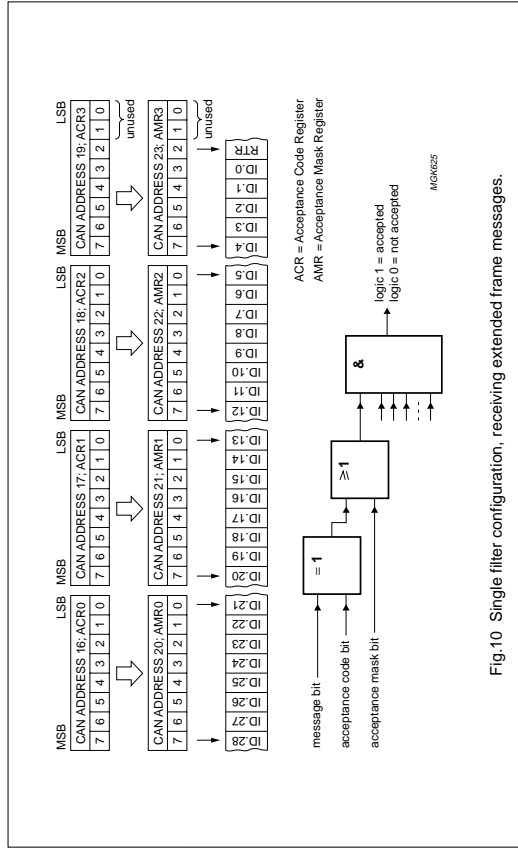 MSB LSB MSB LSB MSB LSB MSB LSB
CAN ADDRESS 16; ACR0 CAN ADDRESS 17; ACR1 CAN ADDRESS 18; ACR2 CAN ADDRESS 19; ACR3
7 6 5 4 3 2 1 0 7 6 5 4 3 2 1 0 7 6 5 4 3 2 1 0 7 6 5 4 3 2 1 0
unused
CAN ADDRESS 20; AMR0 CAN ADDRESS 21; AMR1 CAN ADDRESS 22; AMR2 CAN ADDRESS 23; AMR3
7 6 5 4 3 2 1 0 7 6 5 4 3 2 1 0 7 6 5 4 3 2 1 0 7 6 5 4 3 2 1 0
unused
ID.28 ID.27 ID.26 ID.25 ID.24 ID.23 ID.22 ID.21 ID.20 ID.19 ID.18 ID.17 ID.16 ID.15 ID.14 ID.13 ID.12 ID.11 ID.10 ID.9 ID.8 ID.7 ID.6 ID.5 ID.4 ID.3 ID.2 ID.1 ID.0 RTR
ACR = Acceptance Code Register
AMR = Acceptance Mask Register
message bit
acceptance code bit
acceptance mask bit
= 1
≥1
&
logic 1 = accepted
logic 0 = not accepted
MGK625
Fig.10 Single filter configuration, receiving extended frame messages.